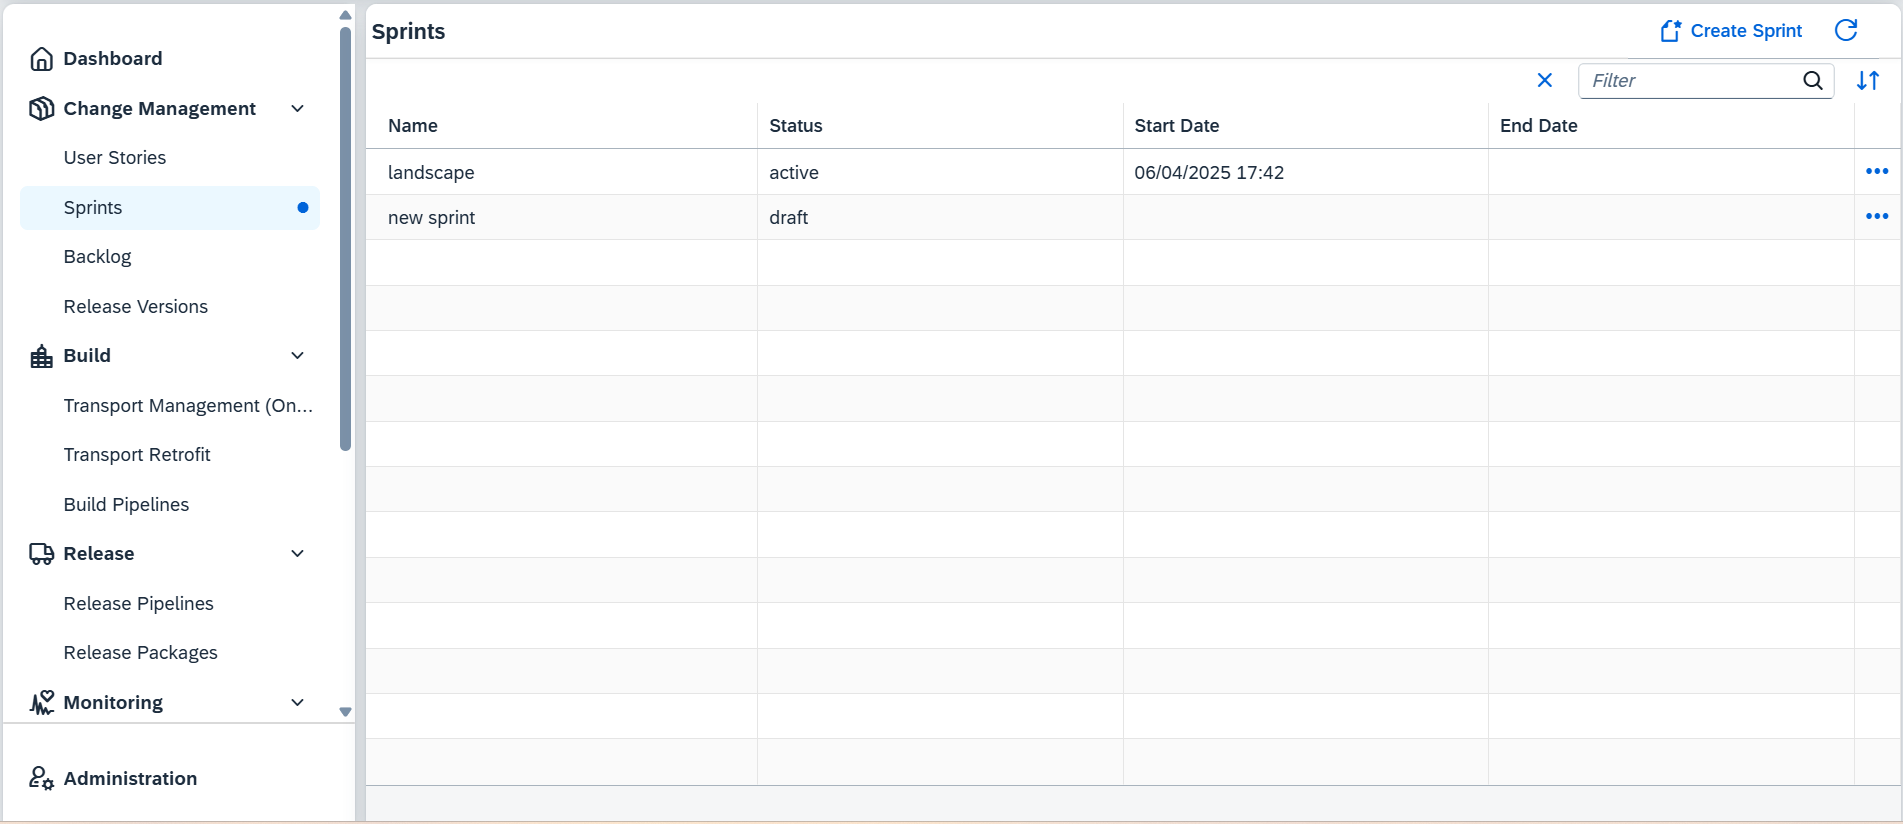 Dashboard
Change Management
User Stories
Sprints
Backlog
Release Versions
Build
Transport Management (On...
Transport Retrofit
Build Pipelines
Release
Release Pipelines
Release Packages
Monitoring
Administration
Sprints
Create Sprint
Filter
Name Status Start Date End Date
landscape active 06/04/2025 17:42
new sprint draft